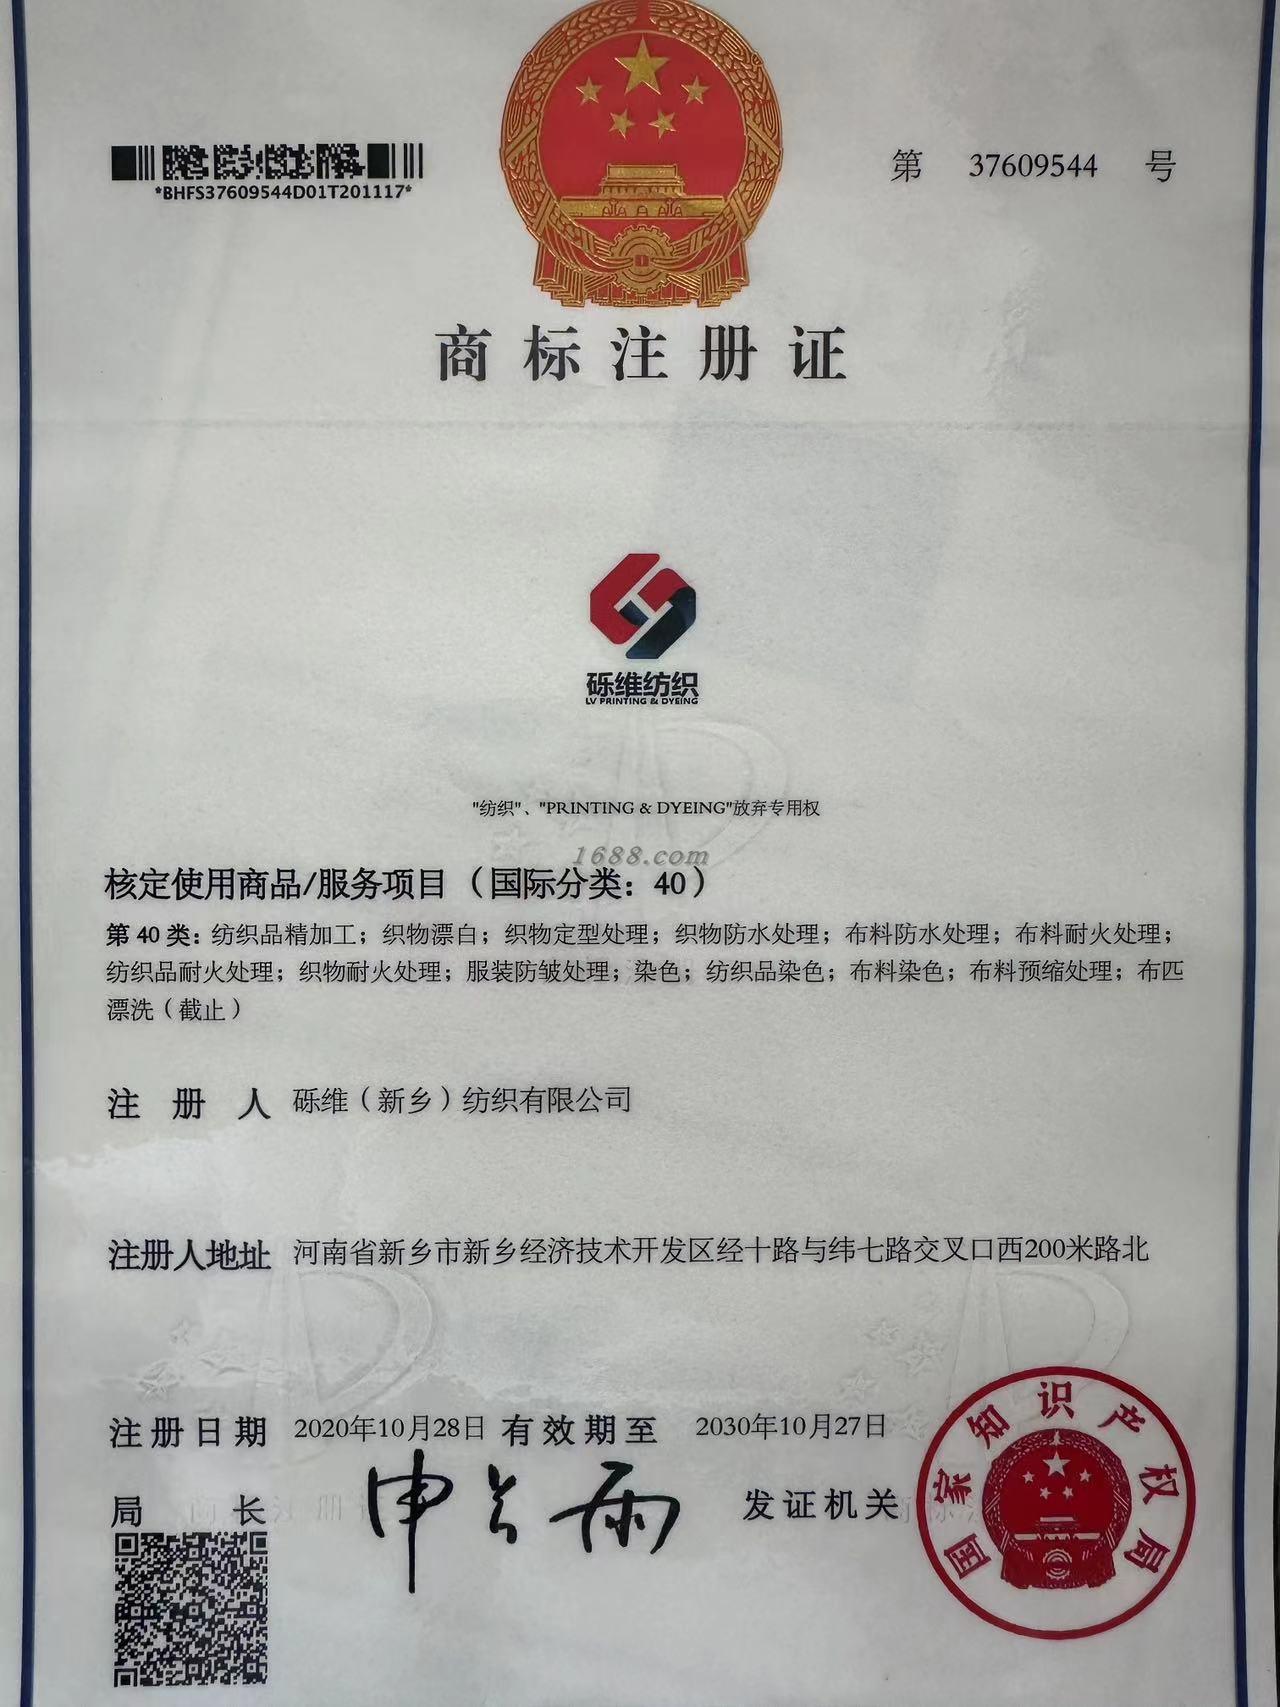 *BHFS37609544D01T201117*
第 37609544 号
商标注册证
砾维纺织
LV PRINTING & DYEING
"纺织"、"PRINTING & DYEING"放弃专用权
1688.com
核定使用商品/服务项目（国际分类：40）
第 40 类：纺织品精加工；织物漂白；织物定型处理；织物防水处理；布料防水处理；布料耐火处理；
纺织品耐火处理；织物耐火处理；服装防皱处理；染色；纺织品染色；布料染色；布料预缩处理；布匹
漂洗（截止）
注册人 砾维（新乡）纺织有限公司
注册人地址 河南省新乡市新乡经济技术开发区经十路与纬七路交叉口西200米路北
注册日期 2020年10月28日 有效期至 2030年10月27日
局长 申长雨 发证机关
国家知识产权局